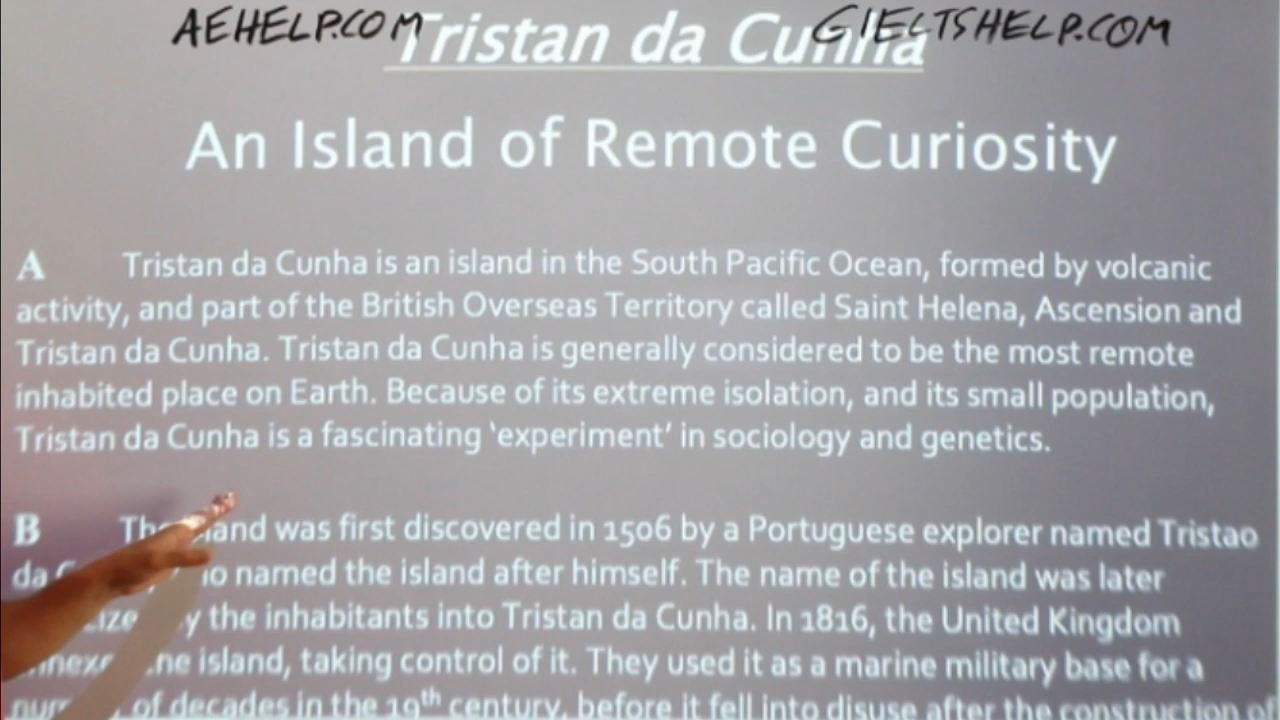 AEHELP.COM
GIELTSHELP.COM
Tristan da Cunha
An Island of Remote Curiosity
A Tristan da Cunha is an island in the South Pacific Ocean, formed by volcanic
activity, and part of the British Overseas Territory called Saint Helena, Ascension and
Tristan da Cunha. Tristan da Cunha is generally considered to be the most remote
inhabited place on Earth. Because of its extreme isolation, and its small population,
Tristan da Cunha is a fascinating ‘experiment’ in sociology and genetics.
B was first discovered in 1506 by a Portuguese explorer named Tristao
da named the island after himself. The name of the island was later
the inhabitants into Tristan da Cunha. In 1816, the United Kingdom
island, taking control of it. They used it as a marine military base for a
of decades in the 19th century, before it fell into disuse after the construction of